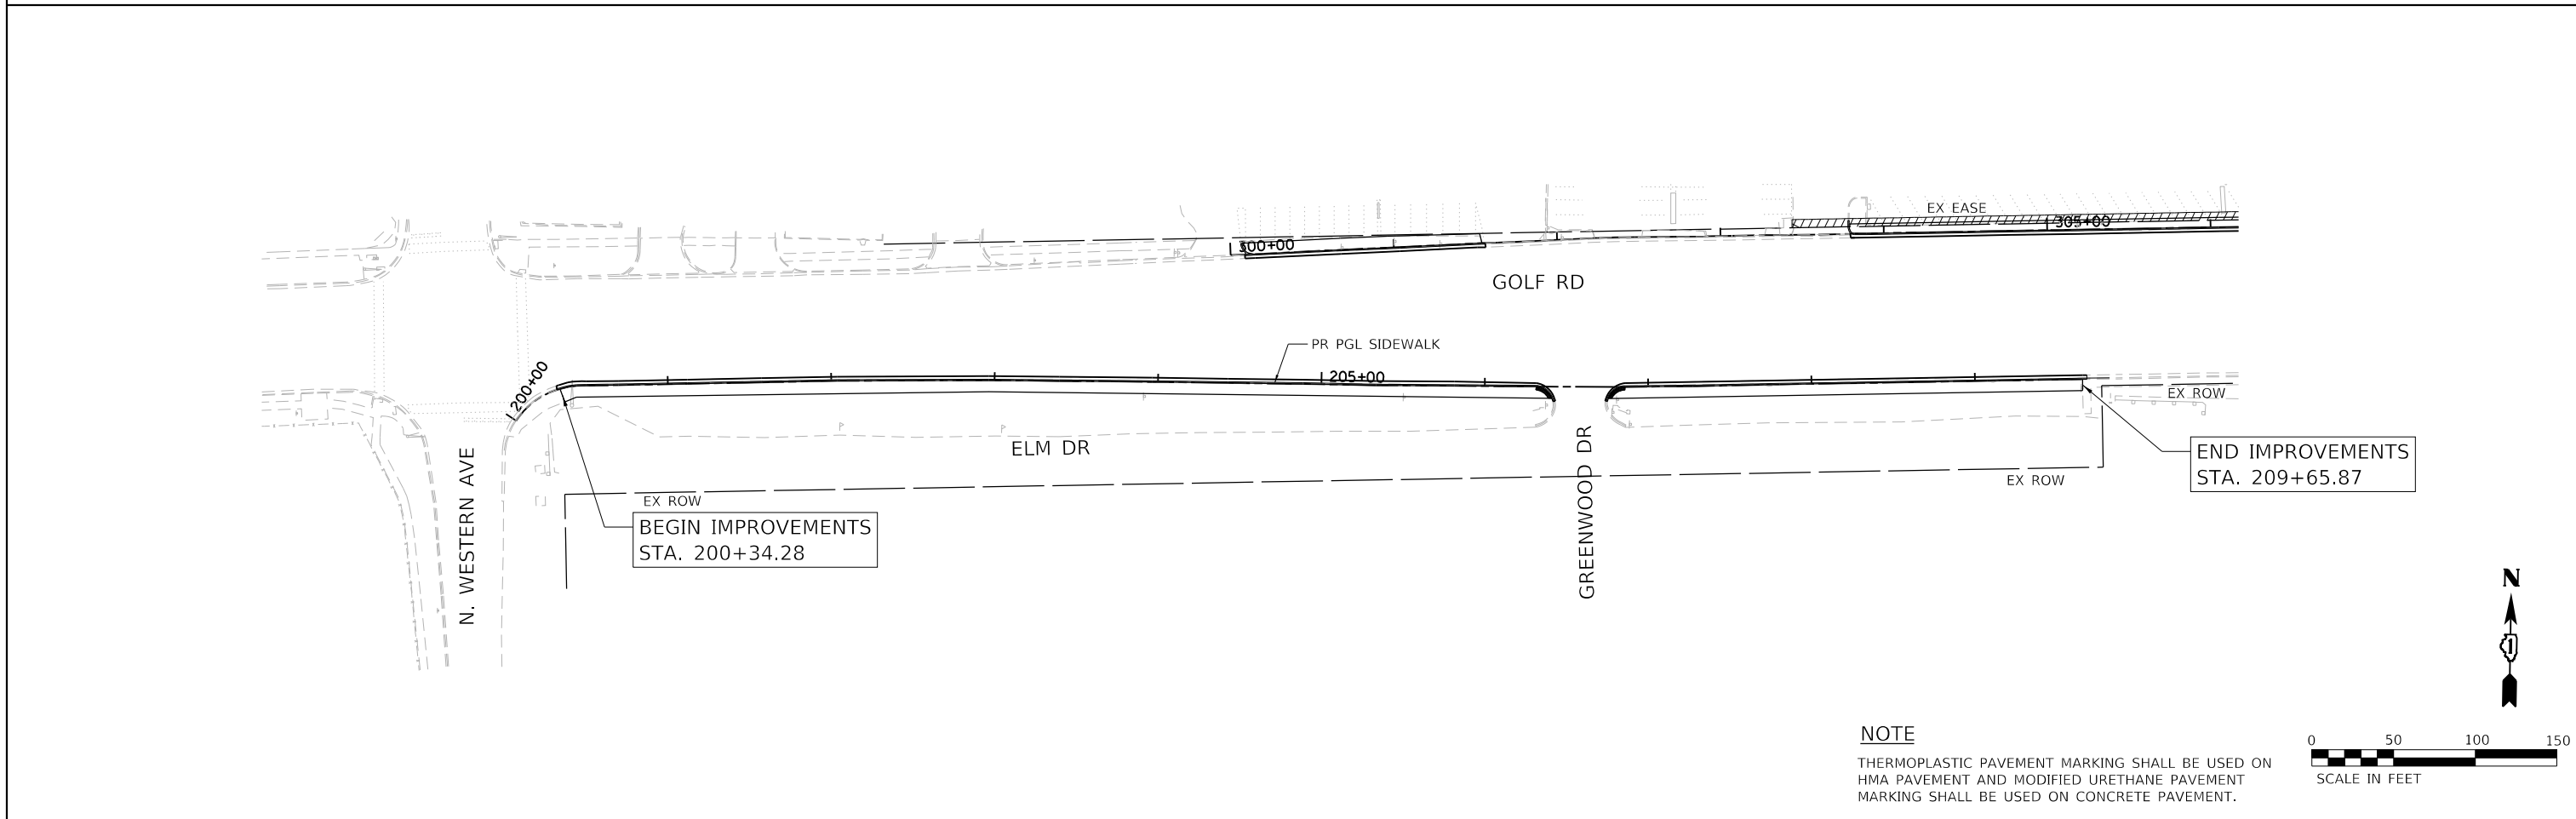 EX EASE
300+00
305+00
GOLF RD
PR PGL SIDEWALK
200+00
205+00
EX ROW
ELM DR
N. WESTERN AVE
GREENWOOD DR
END IMPROVEMENTS
STA. 209+65.87
EX ROW
EX ROW
BEGIN IMPROVEMENTS
STA. 200+34.28
N
1
NOTE
THERMOPLASTIC PAVEMENT MARKING SHALL BE USED ON
HMA PAVEMENT AND MODIFIED URETHANE PAVEMENT
MARKING SHALL BE USED ON CONCRETE PAVEMENT.
0 50 100 150
SCALE IN FEET